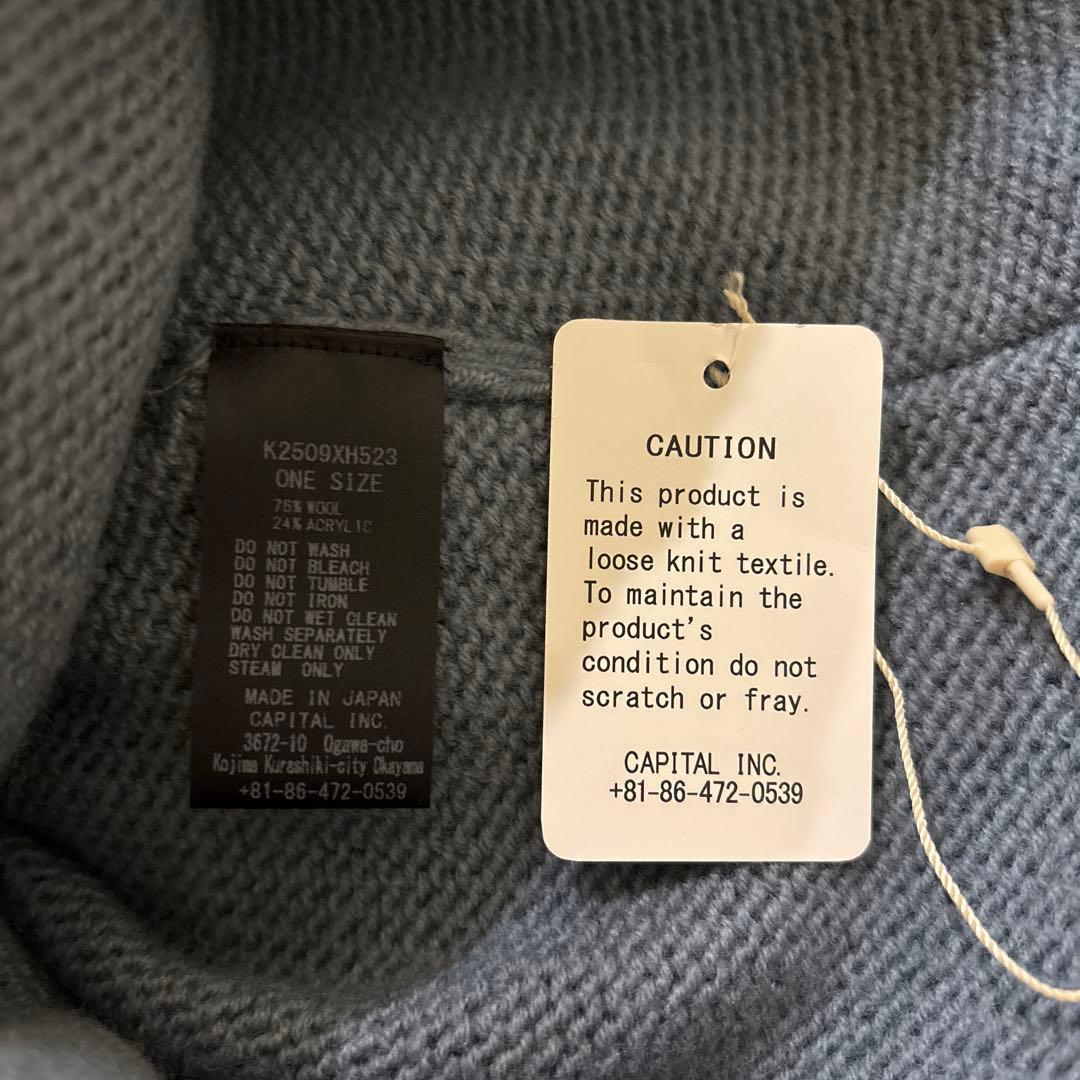 K2509XH523
ONE SIZE
76% WOOL
24% ACRYLIC
DO NOT WASH
DO NOT BLEACH
DO NOT TUMBLE
DO NOT IRON
DO NOT WET CLEAN
WASH SEPARATELY
DRY CLEAN ONLY
STEAM ONLY
MADE IN JAPAN
CAPITAL INC.
3672-10 Ogawa-cho
Kojima Kurashiki-city Okayama
+81-86-472-0539
CAUTION
This product is
made with a
loose knit textile.
To maintain the
product's
condition do not
scratch or fray.
CAPITAL INC.
+81-86-472-0539